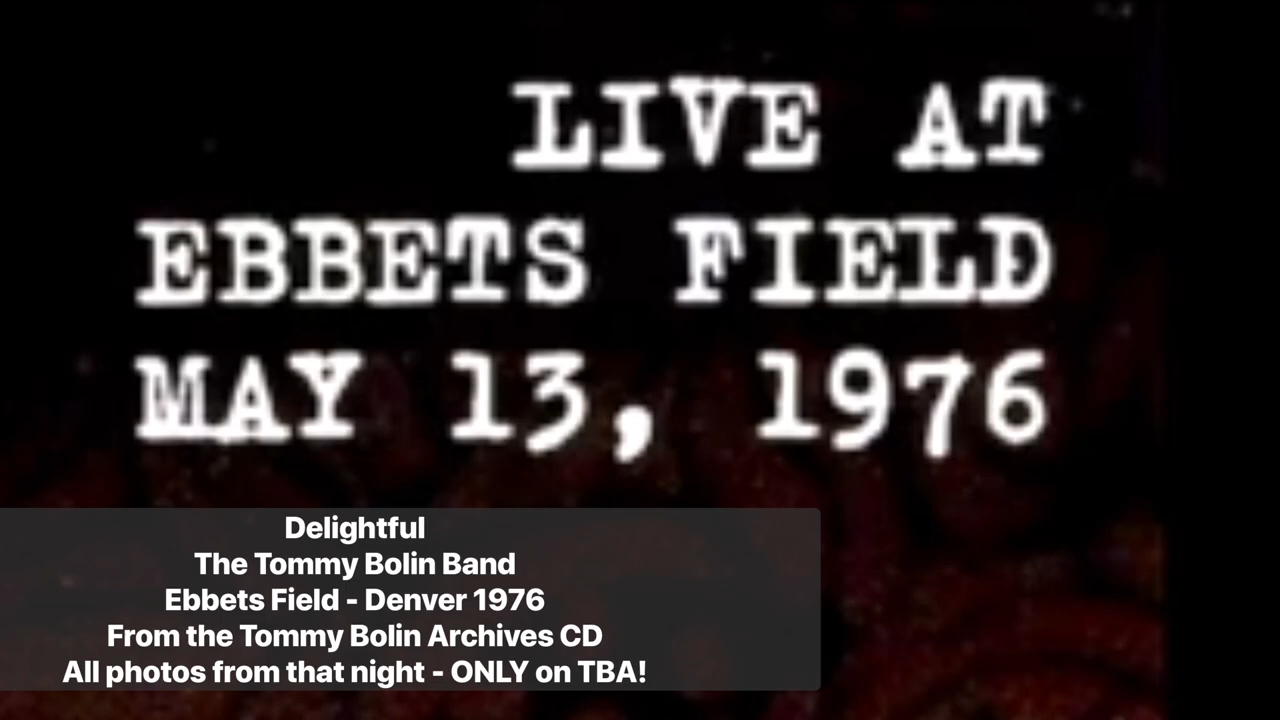 LIVE AT
EBBETS FIELD
MAY 13, 1976
Delightful
The Tommy Bolin Band
Ebbets Field - Denver 1976
From the Tommy Bolin Archives CD
All photos from that night - ONLY on TBA!